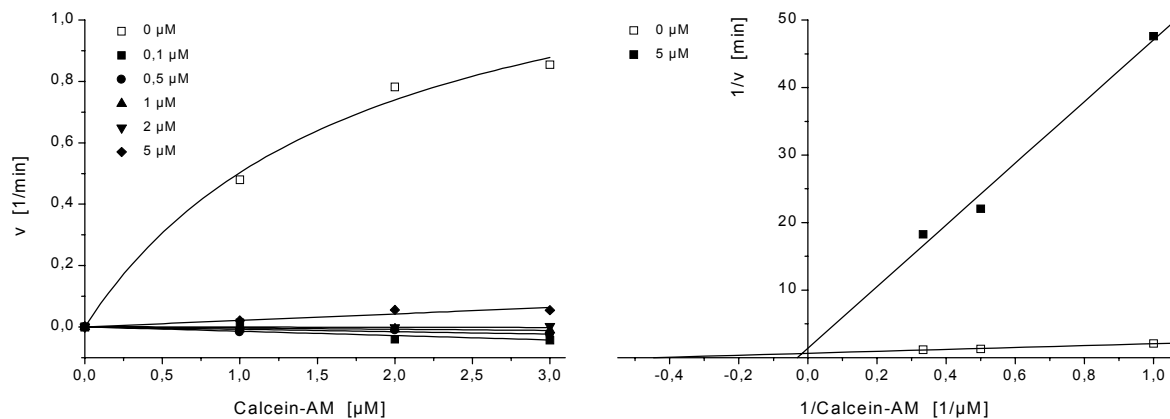 1,0
0,8
0,6
0,4
0,2
0,0
v [1/min]
0 µM
0,1 µM
0,5 µM
1 µM
2 µM
5 µM
0,0 0,5 1,0 1,5 2,0 2,5 3,0
Calcein-AM [µM]
0 µM
5 µM
50
40
30
20
10
1/v [min]
-0,4 -0,2 0,0 0,2 0,4 0,6 0,8 1,0
1/Calcein-AM [1/µM]